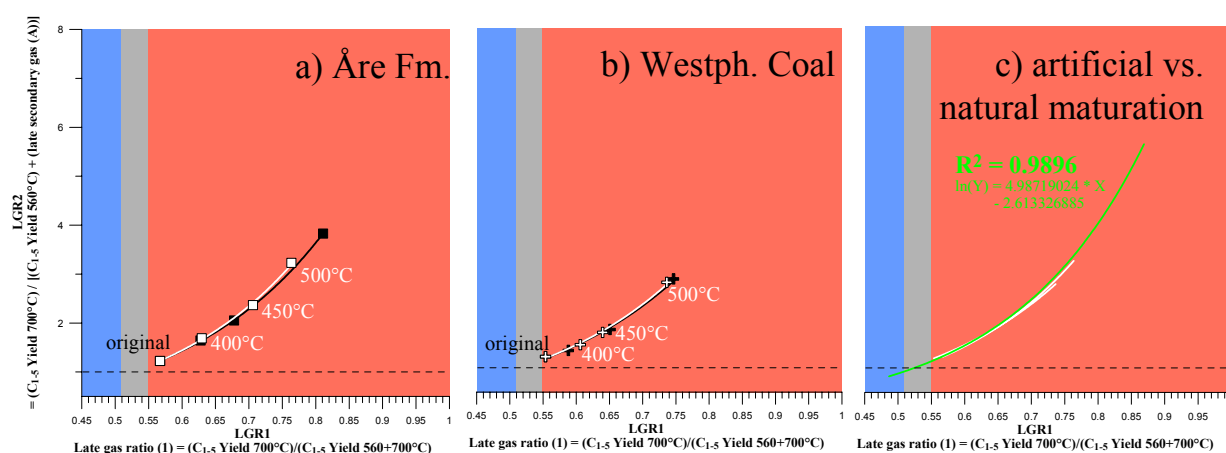 a) Åre Fm.
8
6
4
2
LGR2
= (C1-5 Yield 700°C) / [(C1-5 Yield 560°C) + (late secondary gas (A))]
original
400°C
450°C
500°C
0.45 0.5 0.55 0.6 0.65 0.7 0.75 0.8 0.85 0.9 0.95 1
LGR1
Late gas ratio (1) = (C1-5 Yield 700°C)/(C1-5 Yield 560+700°C)
b) Westph. Coal
original
400°C
450°C
500°C
0.45 0.5 0.55 0.6 0.65 0.7 0.75 0.8 0.85 0.9 0.95 1
LGR1
Late gas ratio (1) = (C1-5 Yield 700°C)/(C1-5 Yield 560+700°C)
c) artificial vs.
natural maturation
R2 = 0.9896
ln(Y) = 4.98719024 * X
- 2.613326885
0.45 0.5 0.55 0.6 0.65 0.7 0.75 0.8 0.85 0.9 0.95
LGR1
Late gas ratio (1) = (C1-5 Yield 700°C)/(C1-5 Yield 560+700°C)